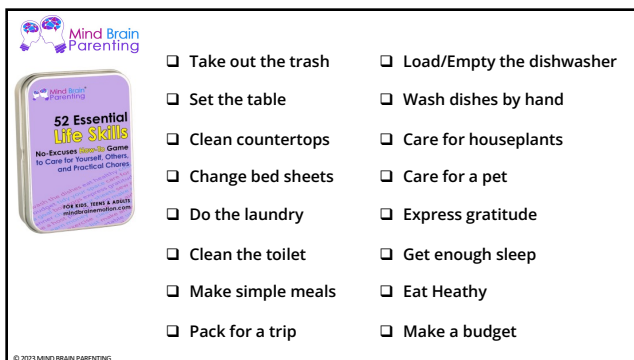 Mind Brain
Parenting
Mind Brain
Parenting
52 Essential
Life Skills
No-Excuses How-To Game
to Care for Yourself, Others,
and Practical Chores
FOR KIDS, TEENS & ADULTS
mindbrainemotion.com
Take out the trash
Set the table
Clean countertops
Change bed sheets
Do the laundry
Clean the toilet
Make simple meals
Pack for a trip
Load/Empty the dishwasher
Wash dishes by hand
Care for houseplants
Care for a pet
Express gratitude
Get enough sleep
Eat Heathy
Make a budget
© 2023 MIND BRAIN PARENTING